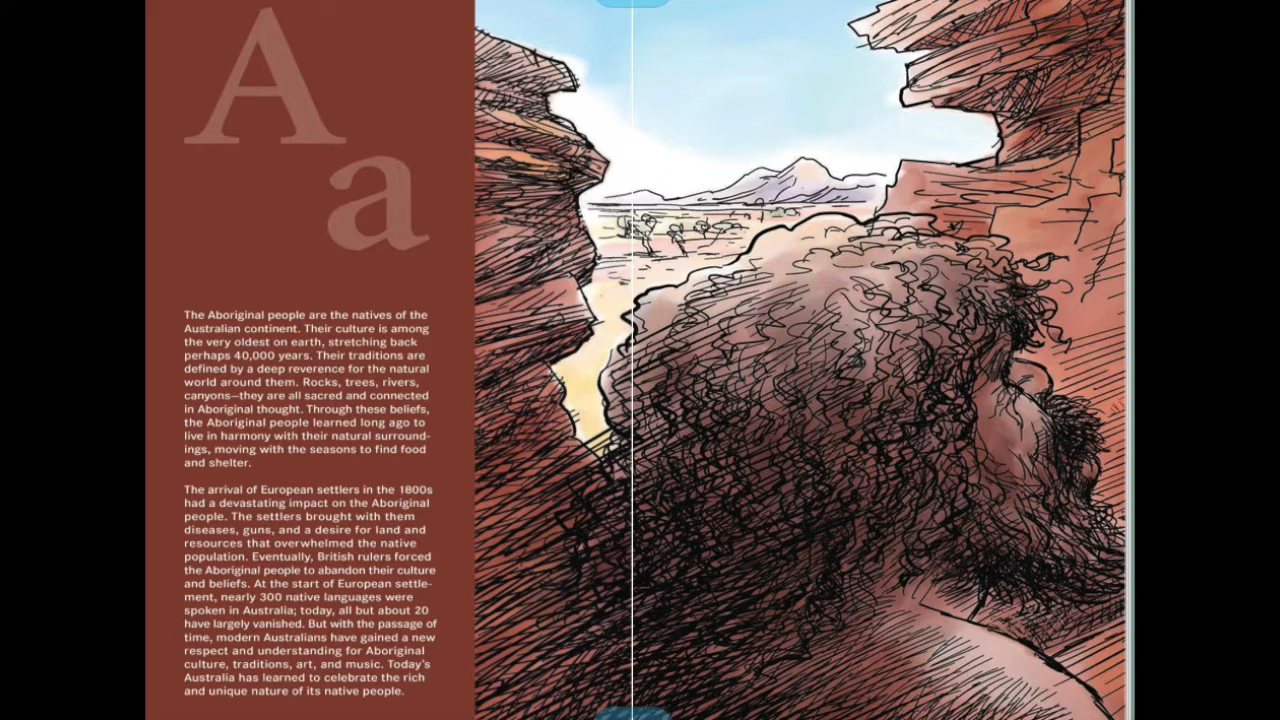 A
a
The Aboriginal people are the natives of the
Australian continent. Their culture is among
the very oldest on earth, stretching back
perhaps 40,000 years. Their traditions are
defined by a deep reverence for the natural
world around them. Rocks, trees, rivers,
canyons—they are all sacred and connected
in Aboriginal thought. Through these beliefs,
the Aboriginal people learned long ago to
live in harmony with their natural surround-
ings, moving with the seasons to find food
and shelter.
The arrival of European settlers in the 1800s
had a devastating impact on the Aboriginal
people. The settlers brought with them
diseases, guns, and a desire for land and
resources that overwhelmed the native
population. Eventually, British rulers forced
the Aboriginal people to abandon their culture
and beliefs. At the start of European settle-
ment, nearly 300 native languages were
spoken in Australia; today, all but about 20
have largely vanished. But with the passage of
time, modern Australians have gained a new
respect and understanding for Aboriginal
culture, traditions, art, and music. Today's
Australia has learned to celebrate the rich
and unique nature of its native people.